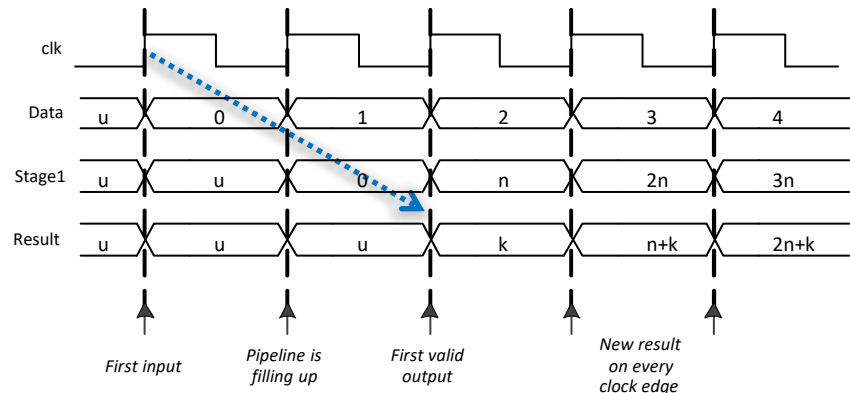 clk
Data
u 0 1 2 3 4
Stage1
u u 0 n 2n 3n
Result
u u u k n+k 2n+k
First input
Pipeline is
filling up
First valid
output
New result
on every
clock edge